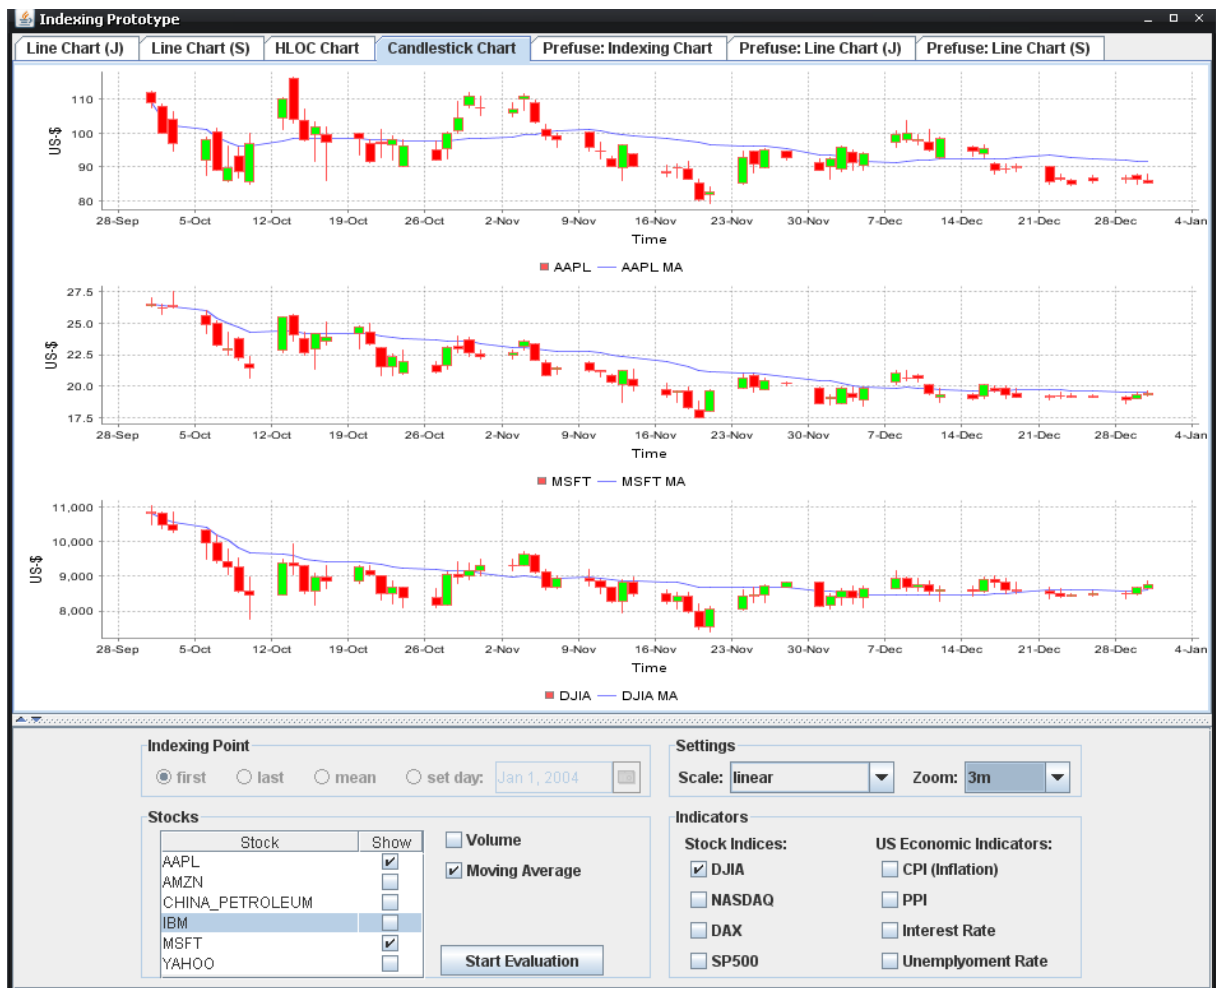 Indexing Prototype
Line Chart (J) Line Chart (S) HLOC Chart Candlestick Chart Prefuse: Indexing Chart Prefuse: Line Chart (J) Prefuse: Line Chart (S)
110
100
90
80
US-$
28-Sep 5-Oct 12-Oct 19-Oct 26-Oct 2-Nov 9-Nov 16-Nov 23-Nov 30-Nov 7-Dec 14-Dec 21-Dec 28-Dec 4-Jan
Time
AAPL AAPL MA
27.5
25.0
22.5
20.0
17.5
US-$
28-Sep 5-Oct 12-Oct 19-Oct 26-Oct 2-Nov 9-Nov 16-Nov 23-Nov 30-Nov 7-Dec 14-Dec 21-Dec 28-Dec 4-Jan
Time
MSFT MSFT MA
11,000
10,000
9,000
8,000
US-$
28-Sep 5-Oct 12-Oct 19-Oct 26-Oct 2-Nov 9-Nov 16-Nov 23-Nov 30-Nov 7-Dec 14-Dec 21-Dec 28-Dec 4-Jan
Time
DJIA DJIA MA
Indexing Point
first last mean set day: Jan 1, 2004
Settings
Scale: linear Zoom: 3m
Stocks
Stock Show
AAPL
AMZN
CHINA_PETROLEUM
IBM
MSFT
YAHOO
Volume
Moving Average
Start Evaluation
Indicators
Stock Indices:
DJIA
NASDAQ
DAX
SP500
US Economic Indicators:
CPI (Inflation)
PPI
Interest Rate
Unemplyoment Rate